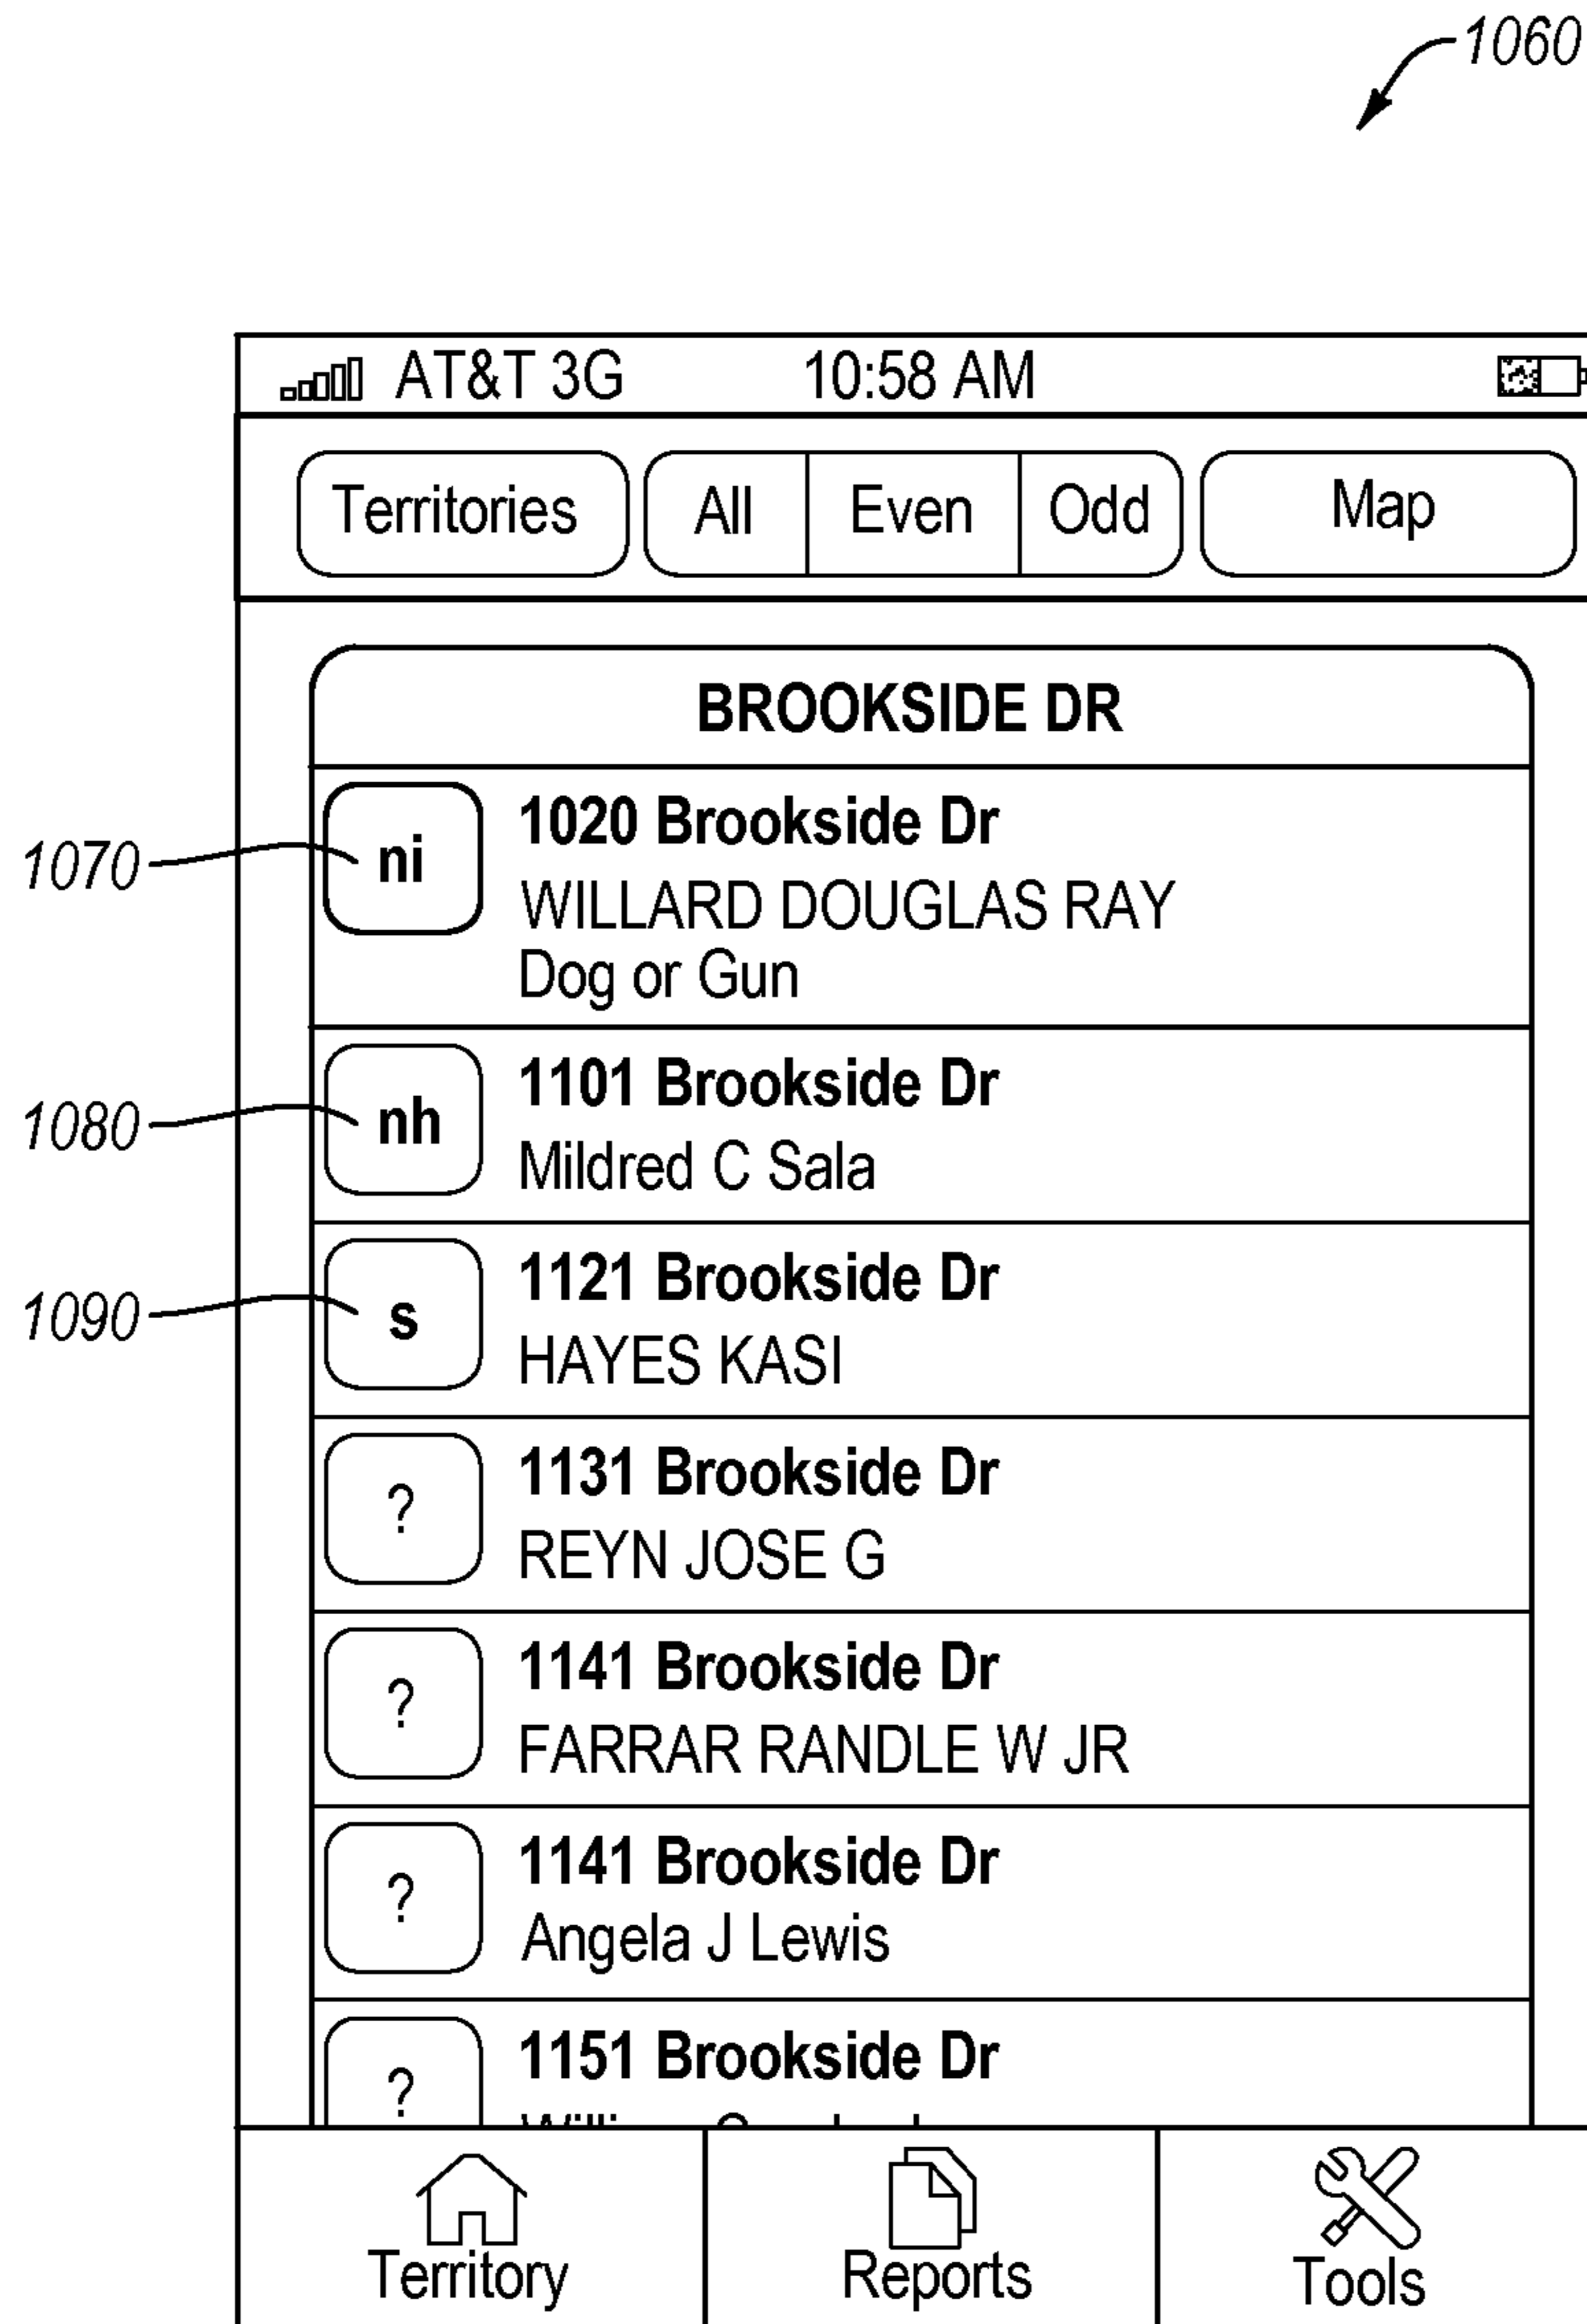 1060
AT&T 3G 10:58 AM
Territories All Even Odd Map
BROOKSIDE DR
1070 ni 1020 Brookside Dr
WILLARD DOUGLAS RAY
Dog or Gun
1080 nh 1101 Brookside Dr
Mildred C Sala
1090 s 1121 Brookside Dr
HAYES KASI
? 1131 Brookside Dr
REYN JOSE G
? 1141 Brookside Dr
FARRAR RANDLE W JR
? 1141 Brookside Dr
Angela J Lewis
? 1151 Brookside Dr
Territory Reports Tools